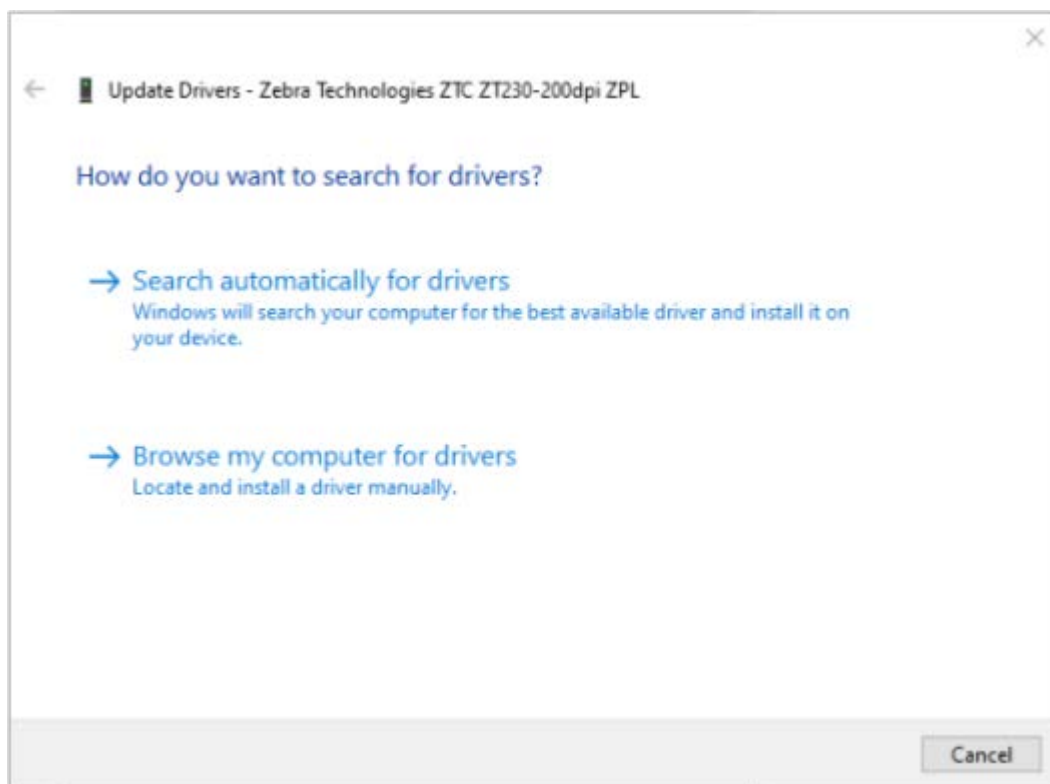 Update Drivers - Zebra Technologies ZTC ZT230-200dpi ZPL
How do you want to search for drivers?
Search automatically for drivers
Windows will search your computer for the best available driver and install it on
your device.
Browse my computer for drivers
Locate and install a driver manually.
Cancel